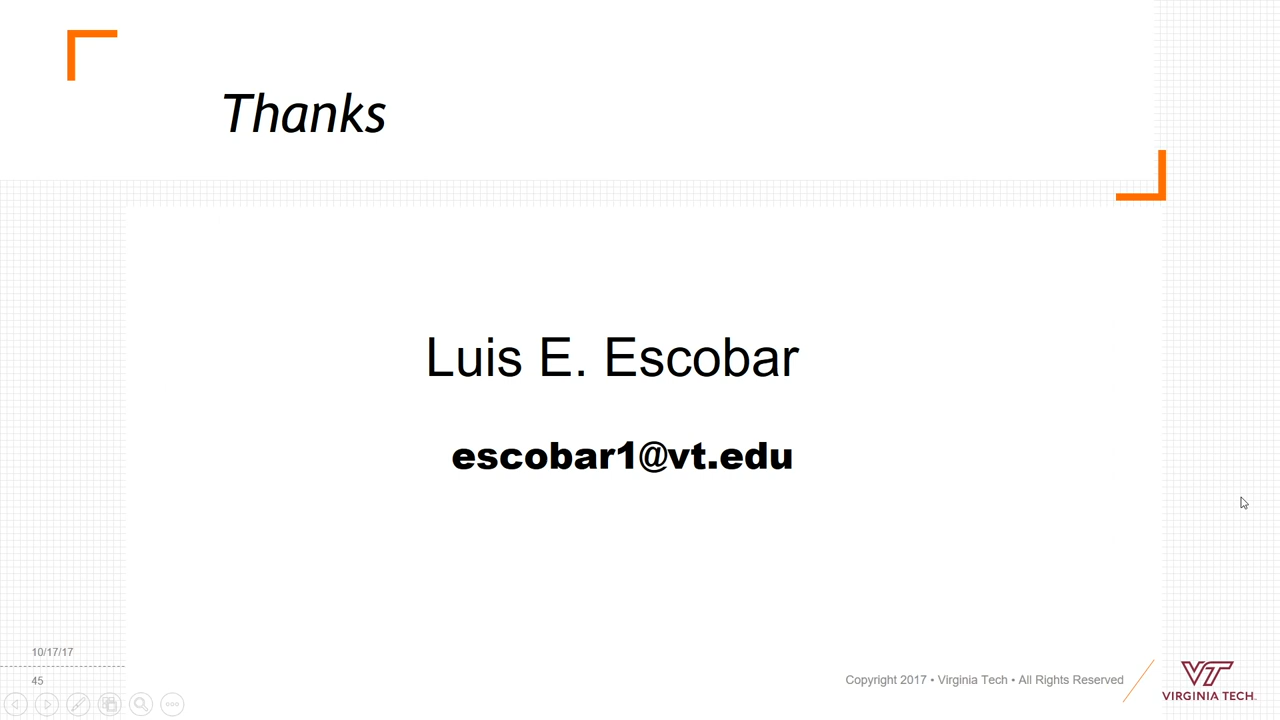 Thanks
Luis E. Escobar
escobar1@vt.edu
10/17/17
45
Copyright 2017 • Virginia Tech • All Rights Reserved
VT
VIRGINIA TECH